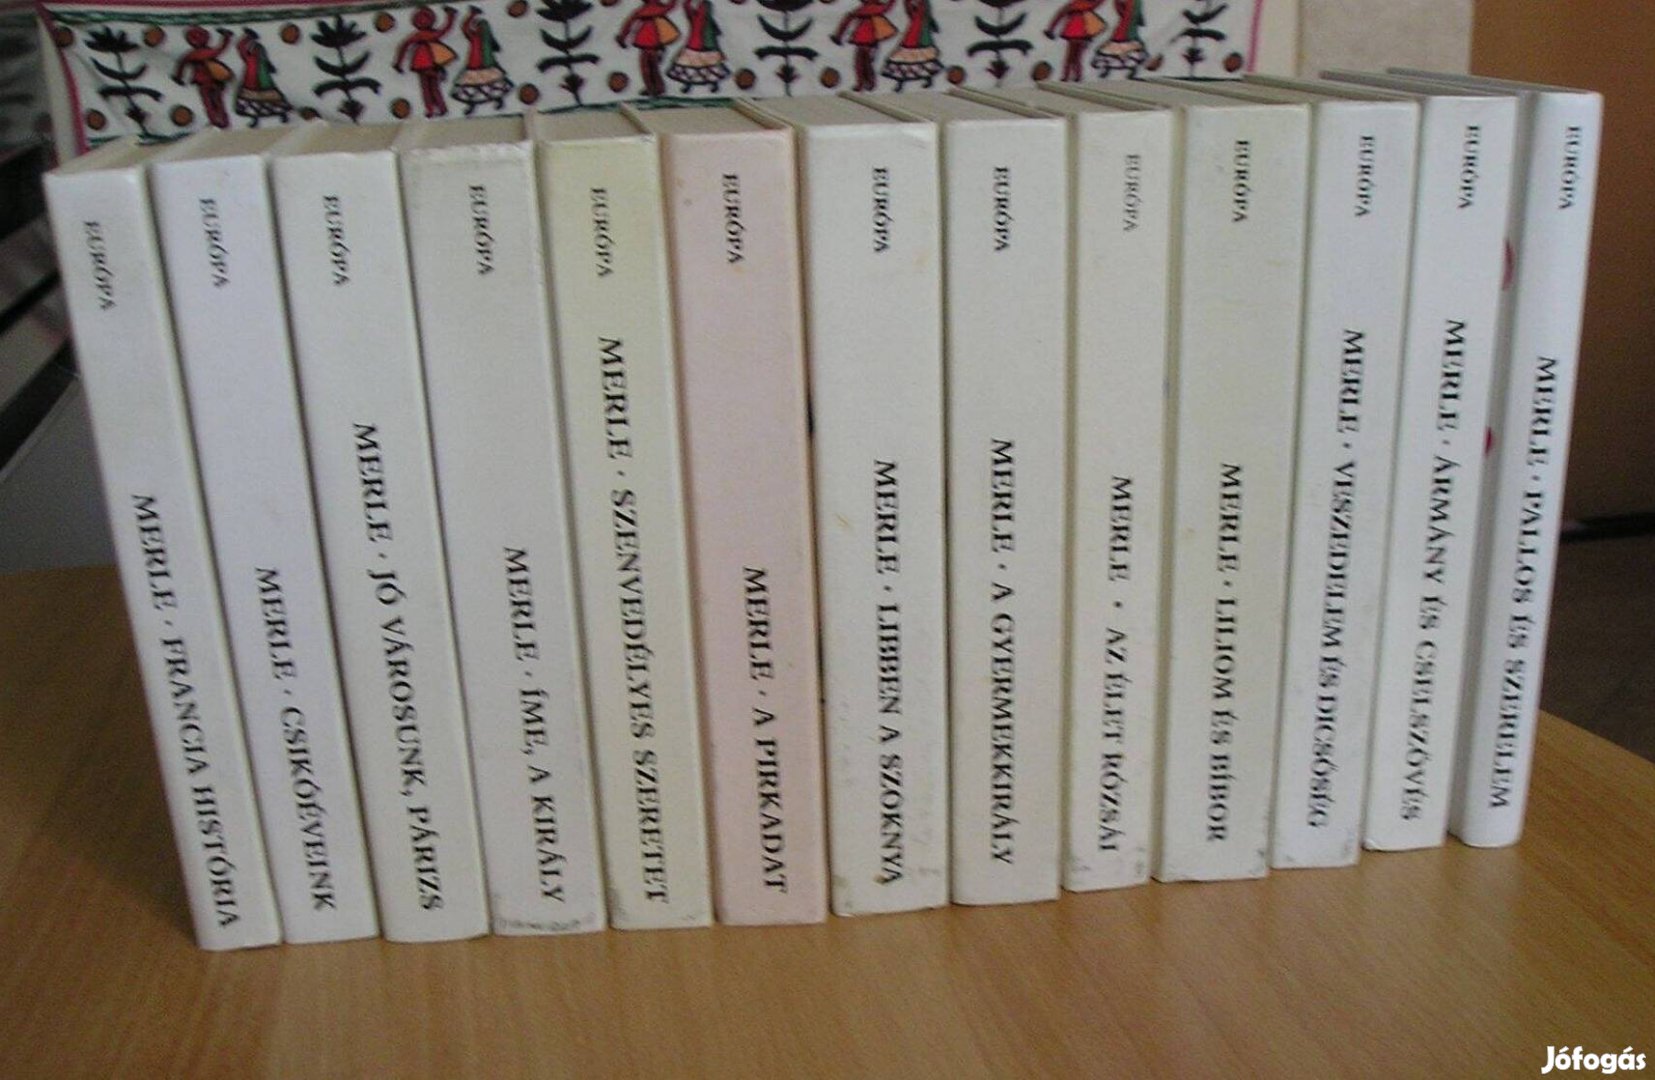 EURÓPA
MERLE · FRANCIA HISTÓRIA
EURÓPA
MERLE · CSIKÓÉVEINK
EURÓPA
MERLE · JÓ VÁROSUNK, PÁRIZS
EURÓPA
MERLE · ÍME, A KIRÁLY
EURÓPA
MERLE · SZENVEDÉLYES SZERETET
EURÓPA
MERLE · A PIRKADAT
EURÓPA
MERLE · LIBBEN A SZOKNYA
EURÓPA
MERLE · A GYERMEKKIRÁLY
EURÓPA
MERLE · AZ ÉLET RÓZSÁI
EURÓPA
MERLE · LILIOM ÉS BÍBOR
EURÓPA
MERLE · VESZEDELEM ÉS DICSŐSÉG
EURÓPA
MERLE · ÁRMÁNY ÉS CSELSZÖVÉS
EURÓPA
MERLE · PALLOS ÉS SZERELEM
Jófogás